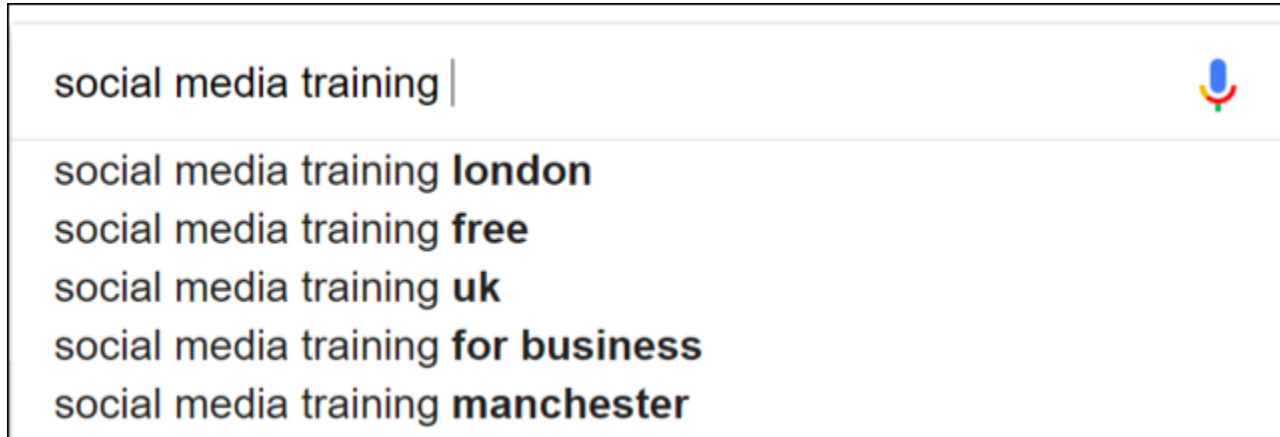 social media training
social media training london
social media training free
social media training uk
social media training for business
social media training manchester